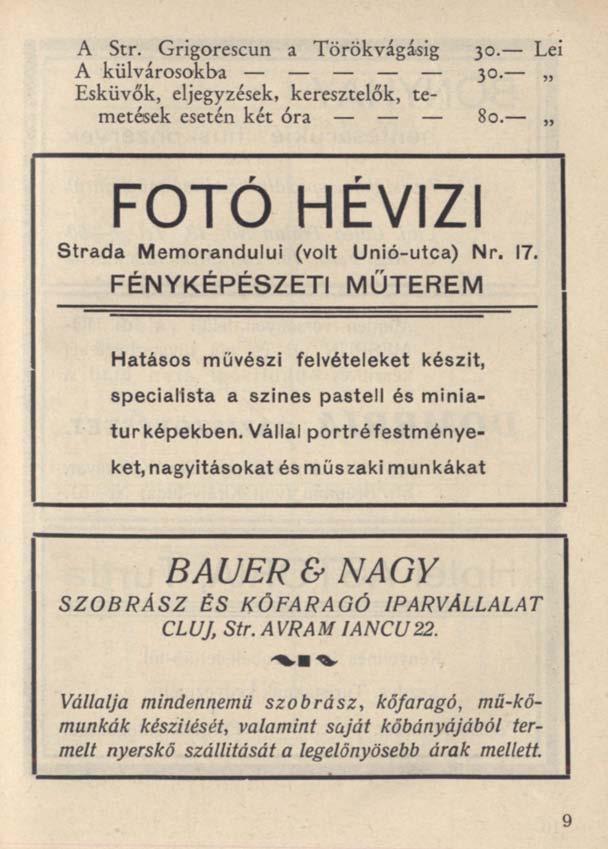 A Str. Grigorescun a Törökvágásig 30.— Lei
A külvárosokba — — — — — — 30.— „
Esküvők, eljegyzések, keresztelők, te-
metések esetén két óra — — — — 80.— „
FOTÓ HÉVIZI
Strada Memorandului (volt Unió-utca) Nr. 17.
FÉNYKÉPÉSZETI MŰTEREM
Hatásos művészi felvételeket készit,
specialista a szines pastell és minia-
turképekben. Vállal portréfestménye-
ket, nagyitásokat és műszaki munkákat
BAUER & NAGY
SZOBRÁSZ ÉS KŐFARAGÓ IPARVÁLLALAT
CLUJ, Str. AVRAM IANCU 22.
Vállalja mindennemü szobrász, kőfaragó, mű-kő-
munkák készitését, valamint saját kőbányájából ter-
melt nyerskő szállitását a legelőnyösebb árak mellett.
9